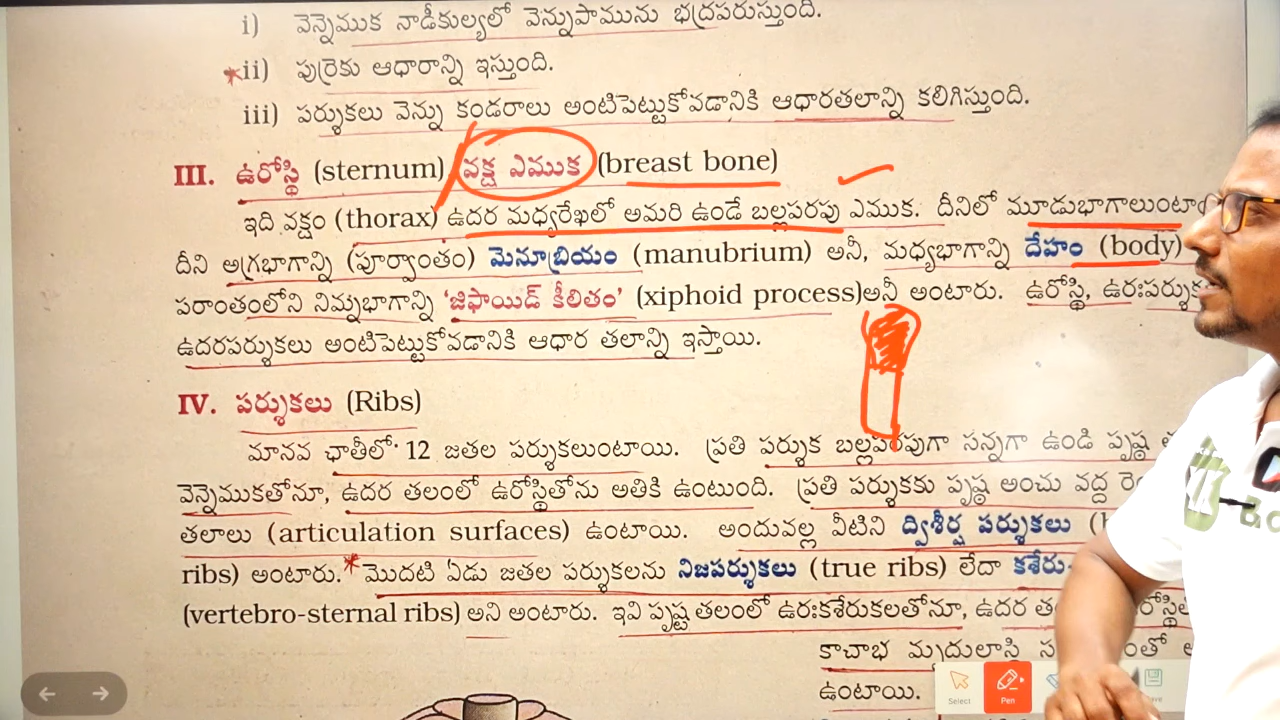 i) వెన్నెముక నాడీకుల్యలో వెన్నుపామును భద్రపరుస్తుంది.
*ii) పుర్రెకు ఆధారాన్ని ఇస్తుంది.
iii) పర్శుకలు వెన్ను కండరాలు అంటిపెట్టుకోవడానికి ఆధారతలాన్ని కలిగిస్తుంది.
III. ఉరోస్థి (sternum) వక్ష ఎముక (breast bone)
ఇది వక్షం (thorax) ఉదర మధ్యరేఖలో అమరి ఉండే బల్లపరపు ఎముక. దీనిలో మూడుభాగాలుంటా
దీని అగ్రభాగాన్ని (పూర్వాంతం) మెనూబ్రియం (manubrium) అనీ, మధ్యభాగాన్ని దేహం (body)
పరాంతంలోని నిమ్నభాగాన్ని 'జిఫాయిడ్ కీలితం' (xiphoid process)అనీ అంటారు. ఉరోస్థి, ఉరఃపర్శుక
ఉదరపర్శుకలు అంటిపెట్టుకోవడానికి ఆధార తలాన్ని ఇస్తాయి.
IV. పర్శుకలు (Ribs)
మానవ ఛాతీలో 12 జతల పర్శుకలుంటాయి. ప్రతి పర్శుక బల్లపరపుగా సన్నగా ఉండి పృష్ఠ
వెన్నెముకతోనూ, ఉదర తలంలో ఉరోస్థితోను అతికి ఉంటుంది. ప్రతి పర్శుకకు పృష్ఠ అంచు వద్ద
తలాలు (articulation surfaces) ఉంటాయి. అందువల్ల వీటిని ద్విశీర్ష పర్శుకలు
ribs) అంటారు. *మొదటి ఏడు జతల పర్శుకలను నిజపర్శుకలు (true ribs) లేదా కశేరు-
(vertebro-sternal ribs) అని అంటారు. ఇవి పృష్ట తలంలో ఉరఃకశేరుకలతోనూ, ఉదర
కాచాభ మృదులాస్థి
ఉంటాయి.
Select Pen